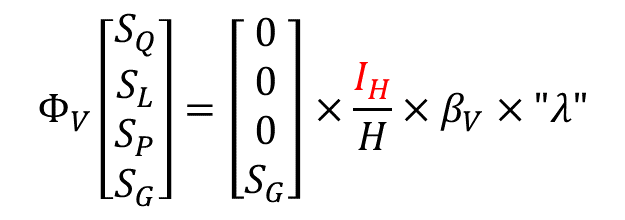 Φ_V [S_Q S_L S_P S_G] = [0 0 0 S_G] × I_H / H × β_V × "λ"